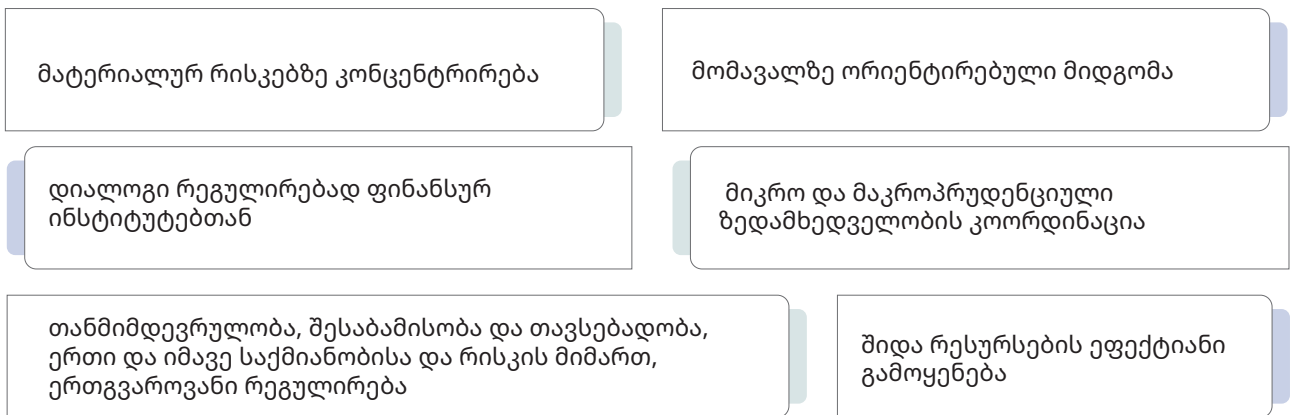 მატერიალურ რისკებზე კონცენტრირება
მომავალზე ორიენტირებული მიდგომა
დიალოგი რეგულირებად ფინანსურ
ინსტიტუტებთან
მიკრო და მაკროპრუდენციული
ზედამხედველობის კოორდინაცია
თანმიმდევრულობა, შესაბამისობა და თავსებადობა,
ერთი და იმავე საქმიანობისა და რისკის მიმართ,
ერთგვაროვანი რეგულირება
შიდა რესურსების ეფექტიანი
გამოყენება